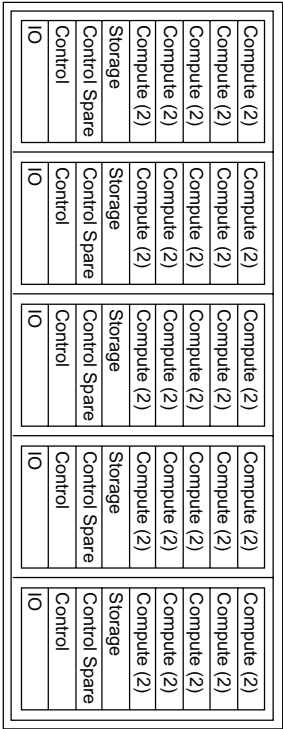 Compute (2)
Compute (2)
Compute (2)
Compute (2)
Compute (2)
Storage
Control Spare
Control
IO
Compute (2)
Compute (2)
Compute (2)
Compute (2)
Compute (2)
Storage
Control Spare
Control
IO
Compute (2)
Compute (2)
Compute (2)
Compute (2)
Compute (2)
Storage
Control Spare
Control
IO
Compute (2)
Compute (2)
Compute (2)
Compute (2)
Compute (2)
Storage
Control Spare
Control
IO
Compute (2)
Compute (2)
Compute (2)
Compute (2)
Compute (2)
Storage
Control Spare
Control
IO